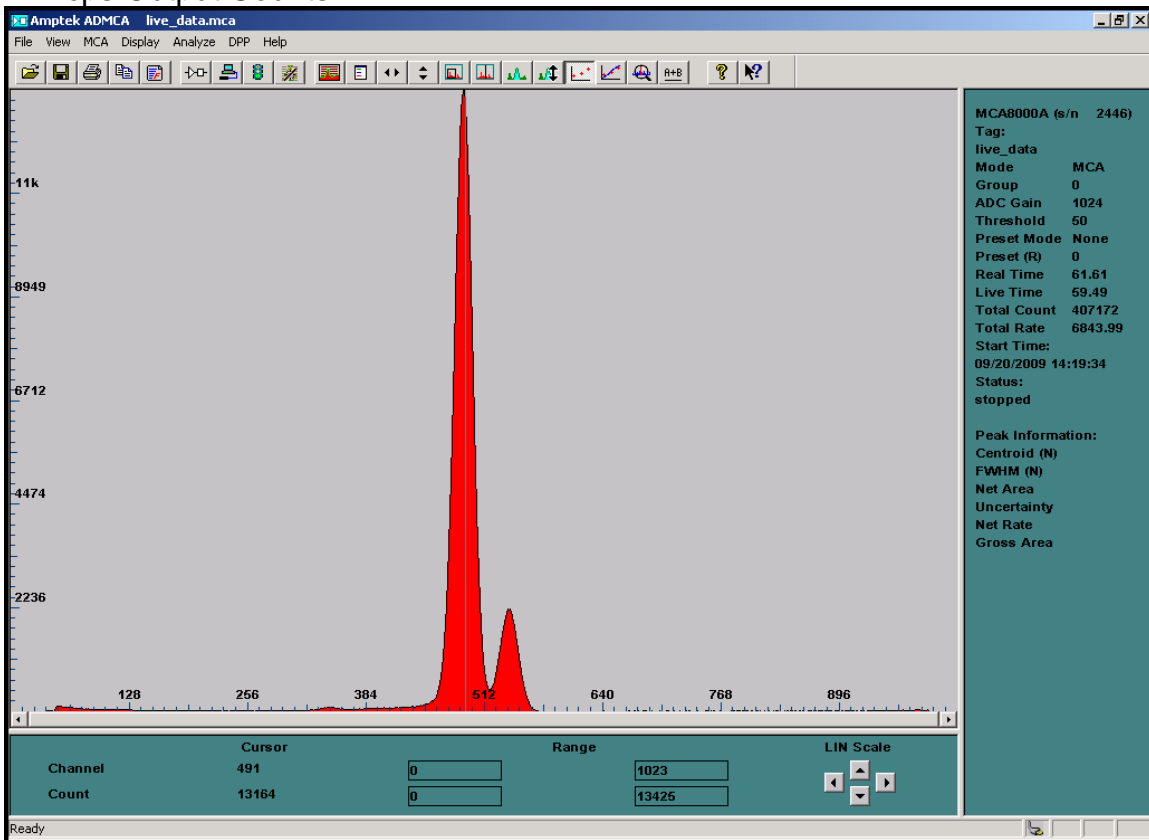 Amptek ADMCA live_data.mca
File View MCA Display Analyze DPP Help
A+B
11k
8949
6712
4474
2236
128 256 384 512 640 768 896
MCA8000A (s/n 2446)
Tag:
live_data
Mode MCA
Group 0
ADC Gain 1024
Threshold 50
Preset Mode None
Preset (R) 0
Real Time 61.61
Live Time 59.49
Total Count 407172
Total Rate 6843.99
Start Time:
09/20/2009 14:19:34
Status:
stopped
Peak Information:
Centroid (N)
FWHM (N)
Net Area
Uncertainty
Net Rate
Gross Area
Cursor Range LIN Scale
Channel 491 0 1023
Count 13164 0 13425
Ready